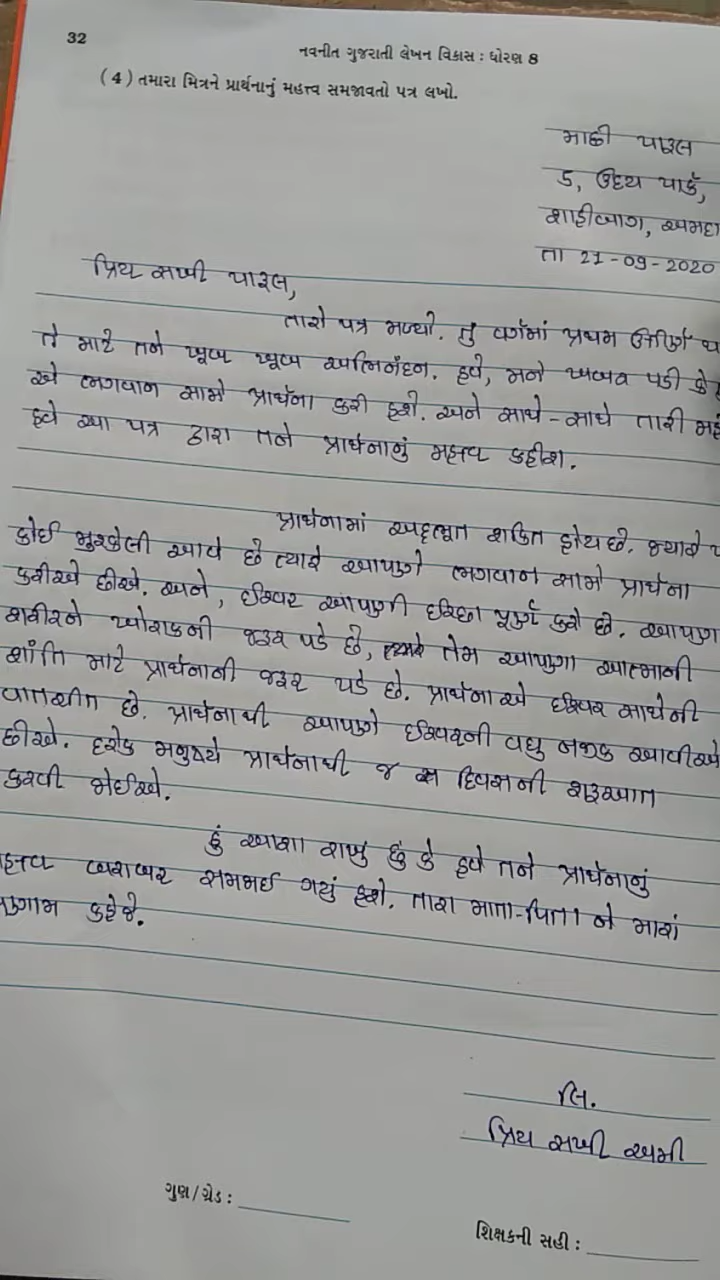 32
નવનીત ગુજરાતી લેખન વિકાસ : ધોરણ 8
(4) તમારા મિત્રને પ્રાર્થનાનું મહત્ત્વ સમજાવતો પત્ર લખો.
માછી પારૂલ
ડ, ઉદય પાર્ક,
શાહીબાગ,
તા 21-09-2020
પ્રિય સખી પારૂલ,
તારો પત્ર મળ્યો. તુ વર્ગમાં પ્રથમ ઉત્તીર્ણ
તે માટે તને ખૂબ ખૂબ અભિનંદન. હવે, મને ખબર પડી કે
એ ભગવાન સામે પ્રાર્થના કરી હશે. અને સાથે-સાથે તારી
હવે આ પત્ર દ્વારા તને પ્રાર્થનાનું મહત્ત્વ કહીશ.
પ્રાર્થનામાં અદ્દભૂત શકિત હોય છે. જ્યારે
કોઈ મુશ્કેલી આવે છે ત્યારે આપણે ભગવાન સામે પ્રાર્થના
કરીએ છીએ. અને, ઈશ્વર આપણી ઈચ્છા પૂર્ણ કરે છે. આપણા
શરીરને ખોરાકની જરૂર પડે છે, તેમ આપણા આત્માની
શાંતિ માટે પ્રાર્થનાની જરૂર પડે છે. પ્રાર્થના એ ઈશ્વર સાથેની
વાતચીત છે. પ્રાર્થનાથી આપણે ઈશ્વરની વધુ નજીક આવીએ
છીએ. દરેક મનુષ્યે પ્રાર્થનાથી જ દિવસની શરૂઆત
કરવી જોઈએ.
હું આશા રાખુ છું કે હવે તને પ્રાર્થનાનું
બરાબર સમજાઈ ગયું હશે. તારા માતા-પિતા ને મારાં
કહેજે.
લિ.
પ્રિય સખી અમી
ગુણ/ગ્રેડ :
શિક્ષકની સહી :